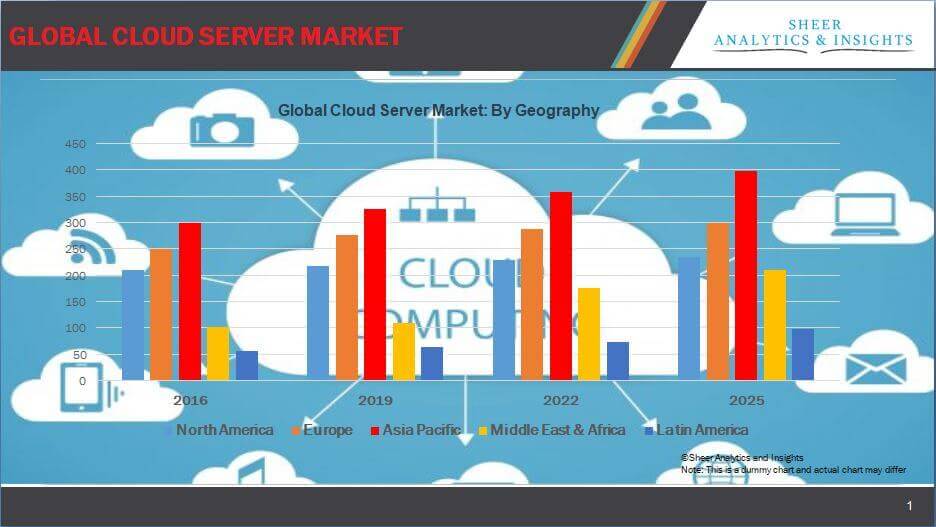 GLOBAL CLOUD SERVER MARKET
SHEER
ANALYTICS & INSIGHTS
Global Cloud Server Market: By Geography
450
400
350
300
250
200
150
100
50
0
CLOUD
COMPUTING
2016 2019 2022 2025
North America Europe Asia Pacific Middle East & Africa Latin America
©Sheer Analytics and Insights
Note: This is a dummy chart and actual chart may differ
1